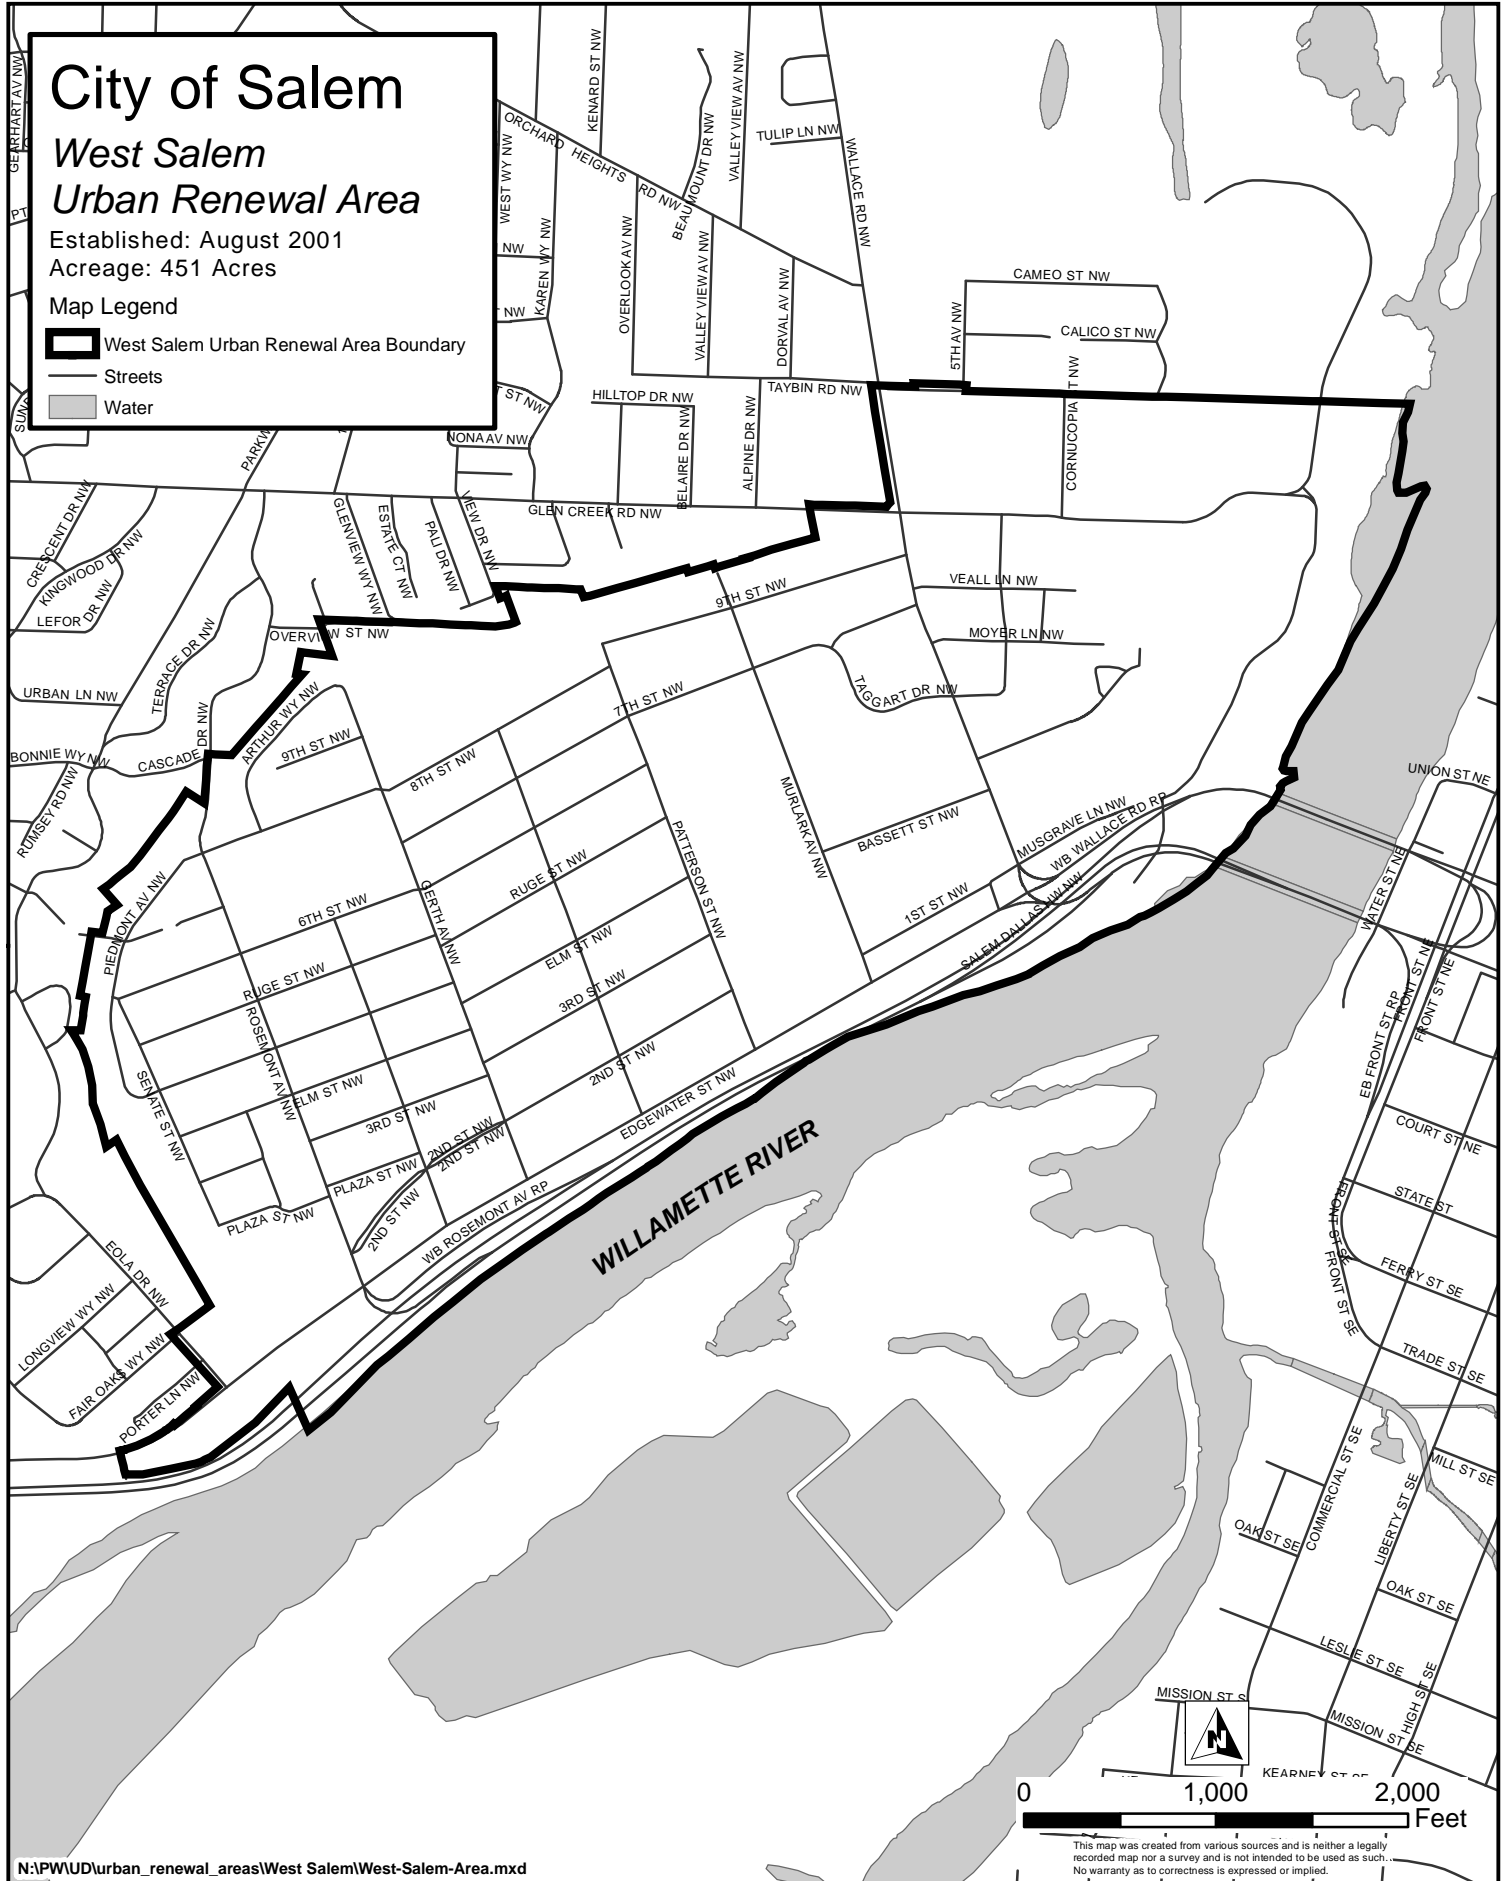 City of Salem
West Salem
Urban Renewal Area
Established: August 2001
Acreage: 451 Acres
Map Legend
West Salem Urban Renewal Area Boundary
Streets
Water
GEARHART AV NW
ORCHARD HEIGHTS RD NW
KENARD ST NW
BEAUMOUNT DR NW
VALLEY VIEW AV NW
TULIP LN NW
WALLACE RD NW
WEST WY NW
NW
KAREN WY NW
NW
OVERLOOK AV NW
VALLEY VIEW AV NW
DORVAL AV NW
CAMEO ST NW
5TH AV NW
CALICO ST NW
TAYBIN RD NW
HILLTOP DR NW
BELAIRE DR NW
ALPINE DR NW
CORNUCOPIA ST NW
ST NW
NONA AV NW
GLEN CREEK RD NW
CRESCENT DR NW
KINGWOOD DR NW
LEFOR DR NW
GLENVIEW WY NW
ESTATE CT NW
PALI DR NW
VIEW DR NW
OVERVIEW ST NW
TERRACE DR NW
URBAN LN NW
9TH ST NW
VEALL LN NW
MOYER LN NW
TAGGART DR NW
7TH ST NW
ARTHUR WY NW
9TH ST NW
8TH ST NW
BONNIE WY NW
CASCADE DR NW
RUMSEY RD NW
MURLARK AV NW
PATTERSON ST NW
BASSETT ST NW
MUSGRAVE LN NW
WB WALLACE RD RP
UNION ST NE
WATER ST NE
PIEDMONT AV NW
6TH ST NW
GERTH AV NW
RUGE ST NW
1ST ST NW
SALEM DALLAS HW NW
ELM ST NW
3RD ST NW
RUGE ST NW
ROSEMONT AV NW
FRONT ST NE
FRONT ST NE
EB FRONT ST RP
SENATE ST NW
ELM ST NW
3RD ST NW
2ND ST NW
EDGEWATER ST NW
2ND ST NW
2ND ST NW
PLAZA ST NW
PLAZA ST NW
2ND ST NW
WB ROSEMONT AV RP
WILLAMETTE RIVER
COURT ST NE
STATE ST
FRONT ST SE
FRONT ST SE
FERRY ST SE
TRADE ST SE
EOLA DR NW
LONGVIEW WY NW
FAIR OAKS WY NW
PORTER LN NW
COMMERCIAL ST SE
LIBERTY ST SE
MILL ST SE
OAK ST SE
OAK ST SE
LESLIE ST SE
HIGH ST SE
MISSION ST S
MISSION ST SE
KEARNEY ST SE
N
0 1,000 2,000
Feet
This map was created from various sources and is neither a legally
recorded map nor a survey and is not intended to be used as such.
No warranty as to correctness is expressed or implied.
N:\PW\UD\urban_renewal_areas\West Salem\West-Salem-Area.mxd